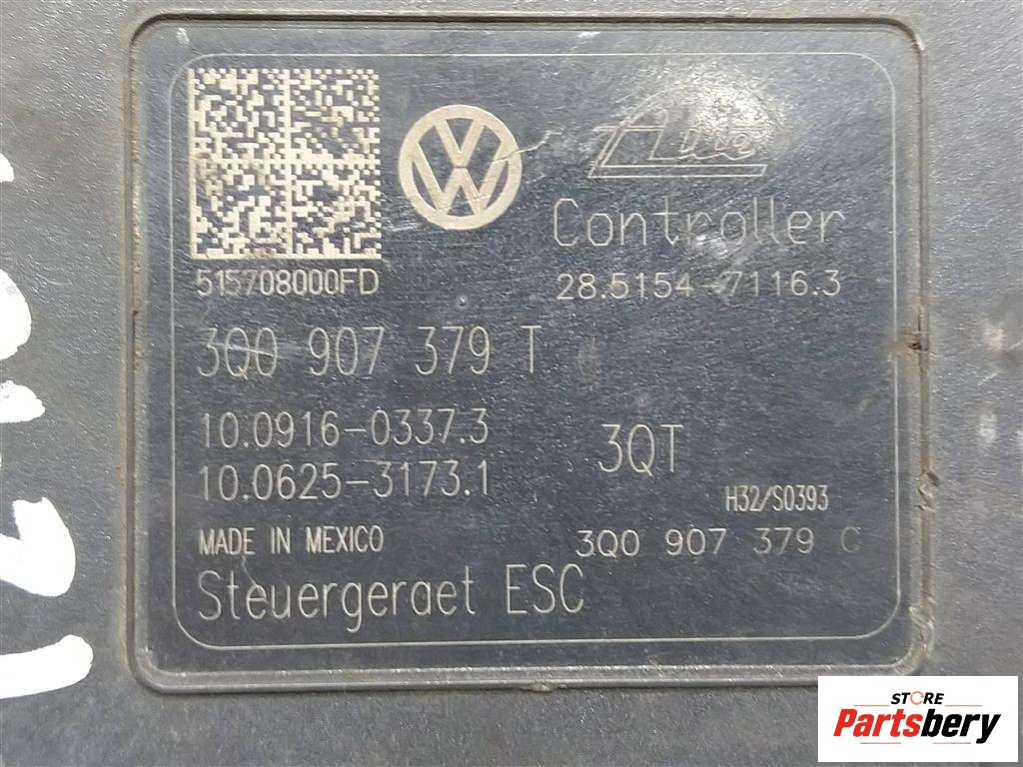 Controller
515708000FD
28.5154-7116.3
3Q0 907 379 T
10.0916-0337.3
10.0625-3173.1
3QT
H32/S0393
MADE IN MEXICO
3Q0 907 379 C
Steuergeraet ESC
STORE
Partsbery